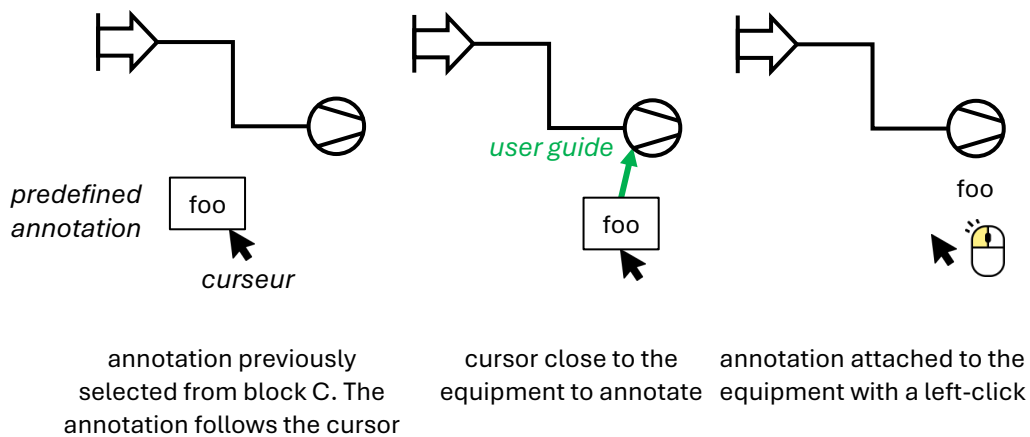 user guide
predefined
annotation
foo
foo
foo
curseur
annotation previously
selected from block C. The
annotation follows the cursor
cursor close to the
equipment to annotate
annotation attached to the
equipment with a left-click